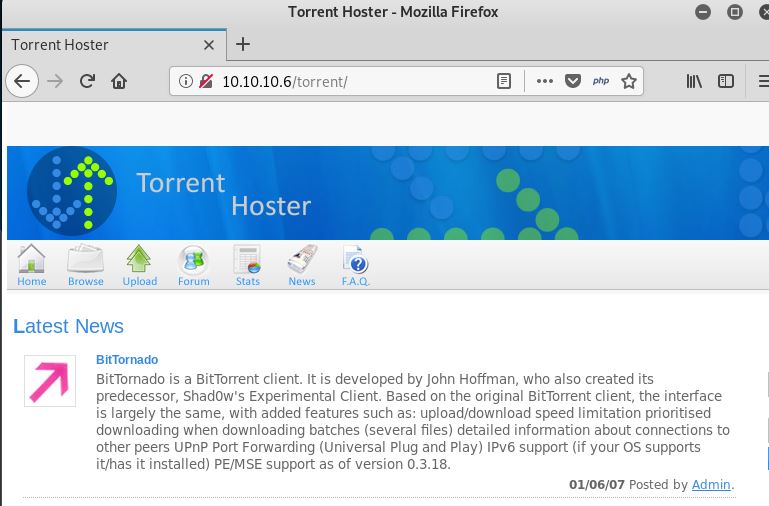 Torrent Hoster - Mozilla Firefox
Torrent Hoster
10.10.10.6/torrent/
php
Torrent
Hoster
Home Browse Upload Forum Stats News F.A.Q.
Latest News
BitTornado
BitTornado is a BitTorrent client. It is developed by John Hoffman, who also created its
predecessor, Shad0w's Experimental Client. Based on the original BitTorrent client, the interface
is largely the same, with added features such as: upload/download speed limitation prioritised
downloading when downloading batches (several files) detailed information about connections to
other peers UPnP Port Forwarding (Universal Plug and Play) IPv6 support (if your OS supports
it/has it installed) PE/MSE support as of version 0.3.18.
01/06/07 Posted by Admin.